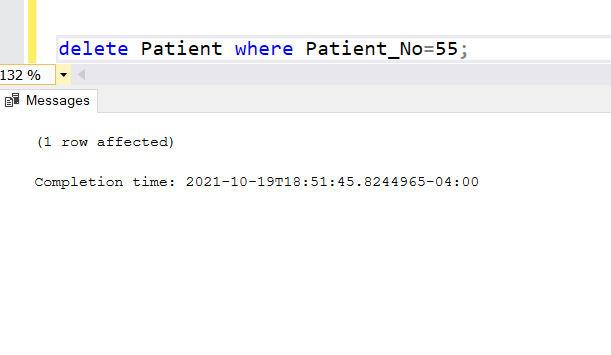 delete Patient where Patient_No=55;
132 %
Messages
(1 row affected)
Completion time: 2021-10-19T18:51:45.8244965-04:00